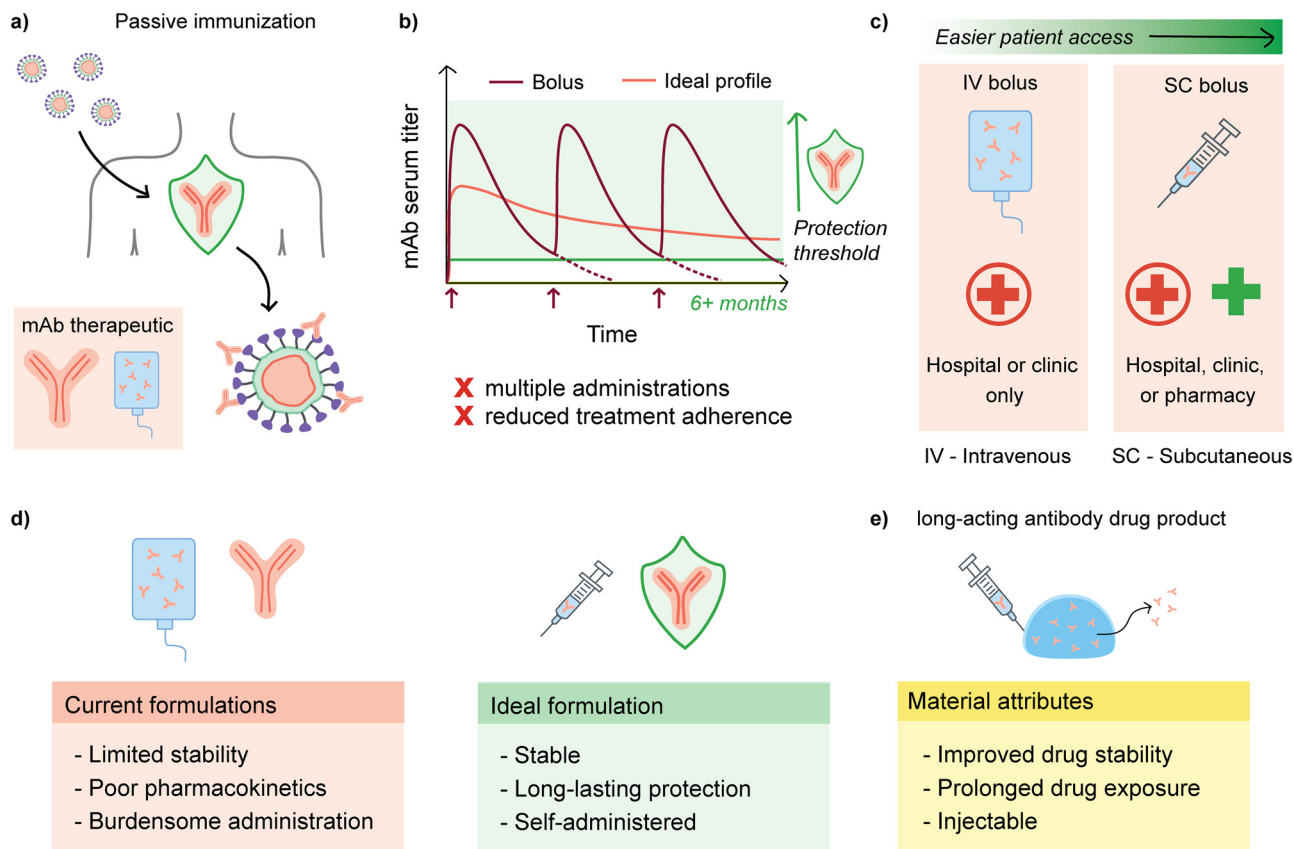 a)
Passive immunization
mAb therapeutic
b)
Bolus
Ideal profile
mAb serum titer
Protection
threshold
6+ months
Time
X multiple administrations
X reduced treatment adherence
c)
Easier patient access
IV bolus
SC bolus
Hospital or clinic
only
Hospital, clinic,
or pharmacy
IV - Intravenous
SC - Subcutaneous
d)
Current formulations
- Limited stability
- Poor pharmacokinetics
- Burdensome administration
Ideal formulation
- Stable
- Long-lasting protection
- Self-administered
e)
long-acting antibody drug product
Material attributes
- Improved drug stability
- Prolonged drug exposure
- Injectable